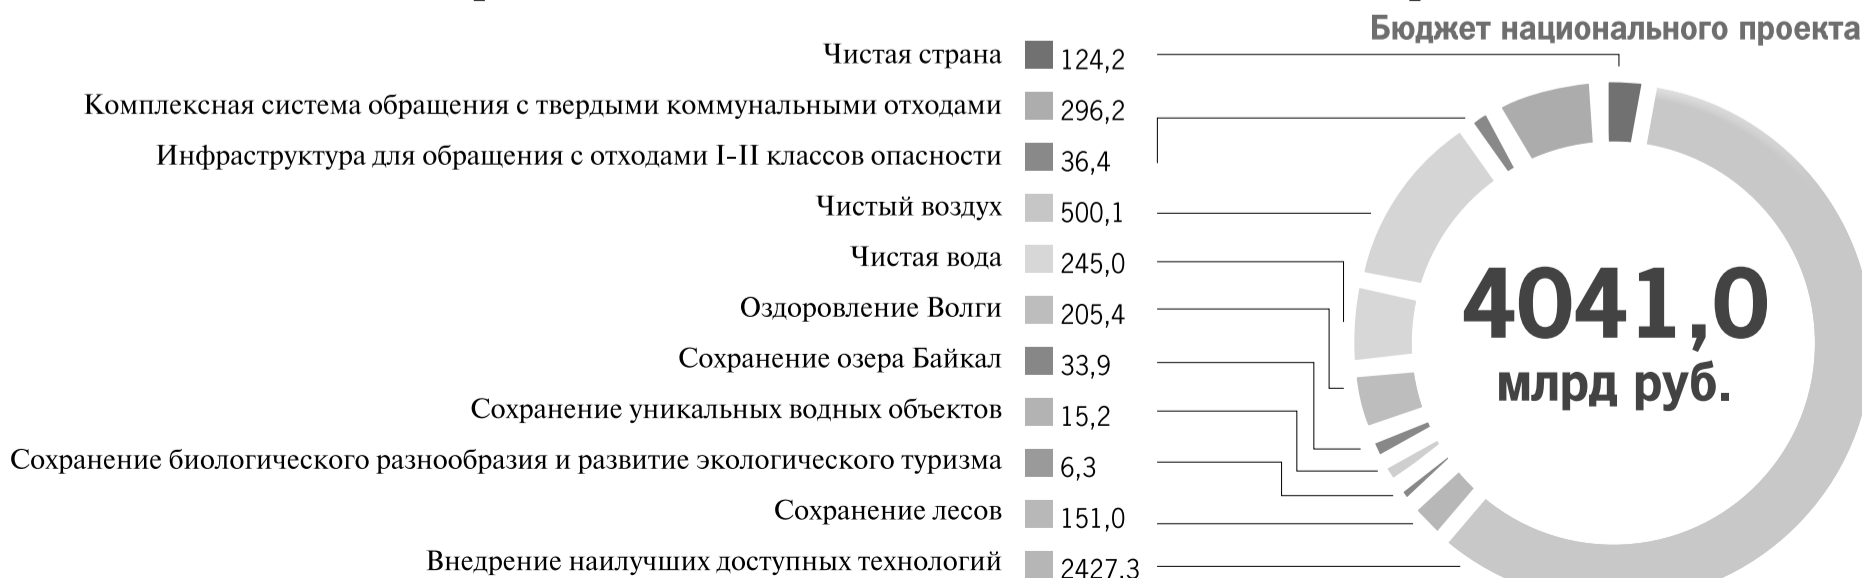 Бюджет национального проекта
Чистая страна 124,2
Комплексная система обращения с твердыми коммунальными отходами 296,2
Инфраструктура для обращения с отходами I-II классов опасности 36,4
Чистый воздух 500,1
Чистая вода 245,0
Оздоровление Волги 205,4
Сохранение озера Байкал 33,9
Сохранение уникальных водных объектов 15,2
Сохранение биологического разнообразия и развитие экологического туризма 6,3
Сохранение лесов 151,0
Внедрение наилучших доступных технологий 2427,3
4041,0
млрд руб.